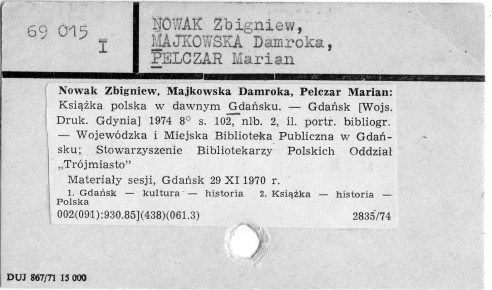 69 015
I
NOWAK Zbigniew,
MAJKOWSKA Damroka,
PELCZAR Marian
Nowak Zbigniew, Majkowska Damroka, Pelczar Marian:
Książka polska w dawnym Gdańsku. — Gdańsk [Wojs.
Druk. Gdynia] 1974 8° s. 102, nlb. 2, il. portr. bibliogr.
— Wojewódzka i Miejska Biblioteka Publiczna w Gdań-
sku; Stowarzyszenie Bibliotekarzy Polskich Oddział
„Trójmiasto”
Materiały sesji, Gdańsk 29 XI 1970 r.
1. Gdańsk — kultura — historia 2. Książka — historia —
Polska
002(091):930.85](438)(061.3) 2835/74
DUJ 867/71 15 000